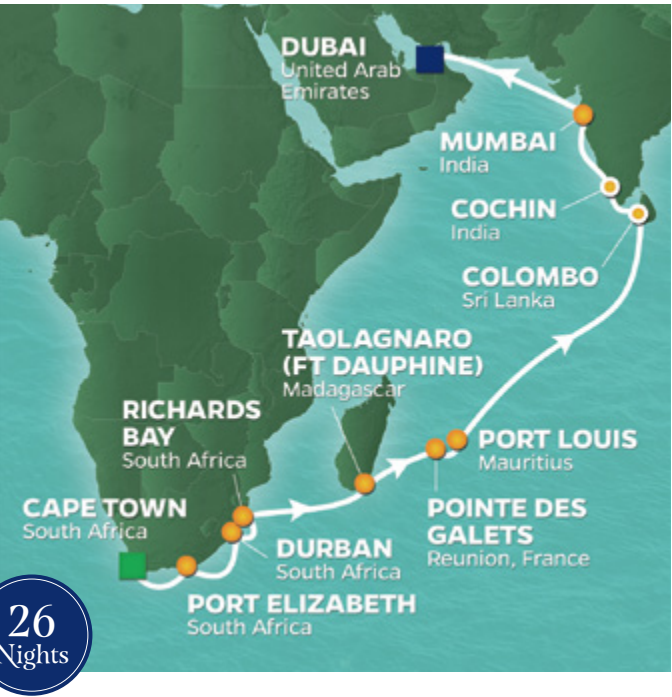 DUBAI
United Arab
Emirates
MUMBAI
India
COCHIN
India
COLOMBO
Sri Lanka
TAOLAGNARO
(FT DAUPHINE)
Madagascar
RICHARDS
BAY
South Africa
PORT LOUIS
Mauritius
CAPE TOWN
South Africa
POINTE DES
GALETS
Reunion, France
DURBAN
South Africa
PORT ELIZABETH
South Africa
26
Nights